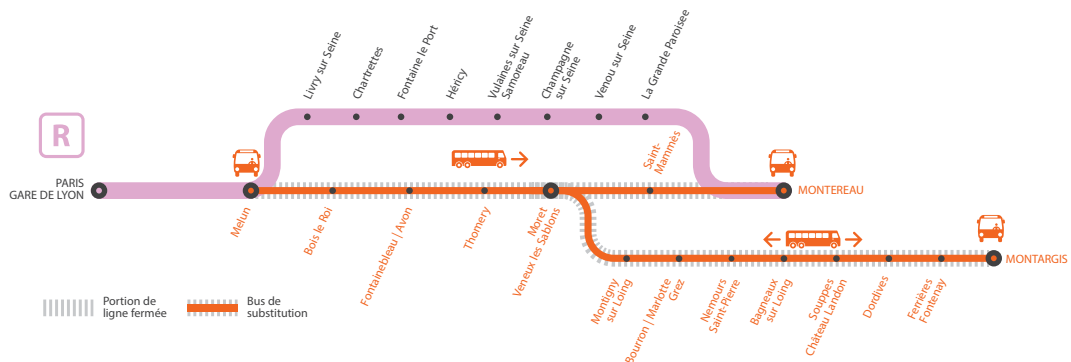 Livry sur Seine
Chartrettes
Fontaine le Port
Héricy
Vulaines sur Seine
Samoreau
Champagne
sur Seine
Venou sur Seine
La Grande Paroisee
R
PARIS
GARE DE LYON
Saint-
Mammès
MONTEREAU
Melun
Bois le Roi
Fontainebleau | Avon
Thomery
Moret
Veneux les Sablons
MONTARGIS
Montigny
sur Loing
Bourron | Marlotte
Grez
Nemours
Saint-Pierre
Bagneaux
sur Loing
Souppes
Château Landon
Dordives
Ferrières
Fontenay
Portion de
ligne fermée
Bus de
substitution